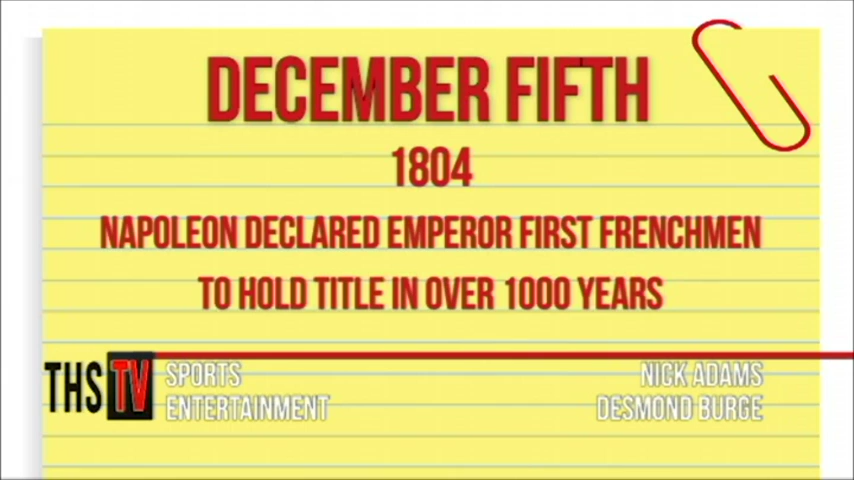 DECEMBER FIFTH
1804
NAPOLEON DECLARED EMPEROR FIRST FRENCHMEN
TO HOLD TITLE IN OVER 1000 YEARS
THS TV
SPORTS
ENTERTAINMENT
NICK ADAMS
DESMOND BURGE